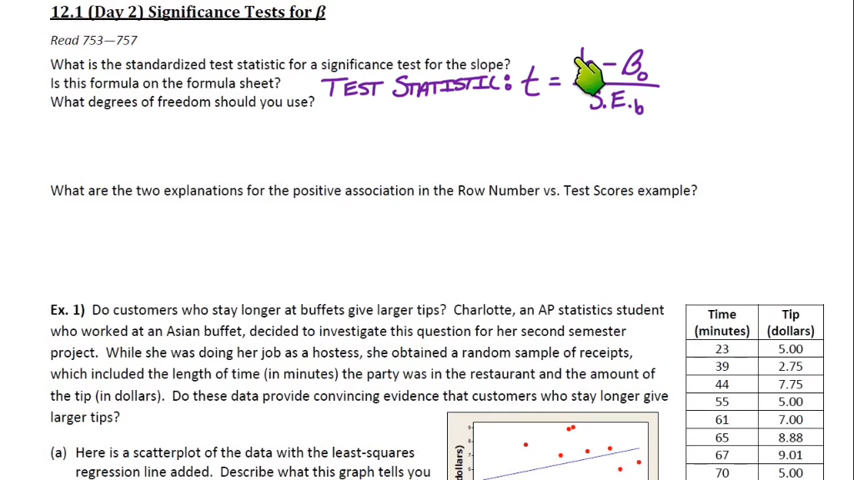 12.1 (Day 2) Significance Tests for β
Read 753—757
What is the standardized test statistic for a significance test for the slope?
Is this formula on the formula sheet?
What degrees of freedom should you use?
TEST STATISTIC: t = − β₀
S.E.b
What are the two explanations for the positive association in the Row Number vs. Test Scores example?
Ex. 1) Do customers who stay longer at buffets give larger tips? Charlotte, an AP statistics student
who worked at an Asian buffet, decided to investigate this question for her second semester
project. While she was doing her job as a hostess, she obtained a random sample of receipts,
which included the length of time (in minutes) the party was in the restaurant and the amount of
the tip (in dollars). Do these data provide convincing evidence that customers who stay longer give
larger tips?
(a) Here is a scatterplot of the data with the least-squares
regression line added. Describe what this graph tells you
dollars)
9
8
7
6
Time Tip
(minutes) (dollars)
23 5.00
39 2.75
44 7.75
55 5.00
61 7.00
65 8.88
67 9.01
70 5.00